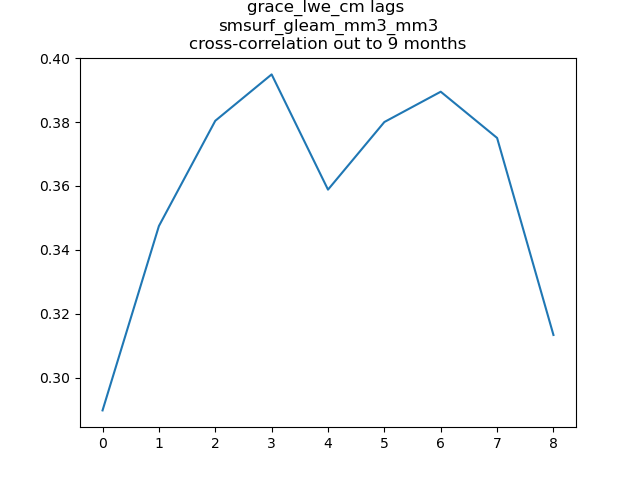 grace_lwe_cm lags
smsurf_gleam_mm3_mm3
cross-correlation out to 9 months
0.40
0.38
0.36
0.34
0.32
0.30
0 1 2 3 4 5 6 7 8